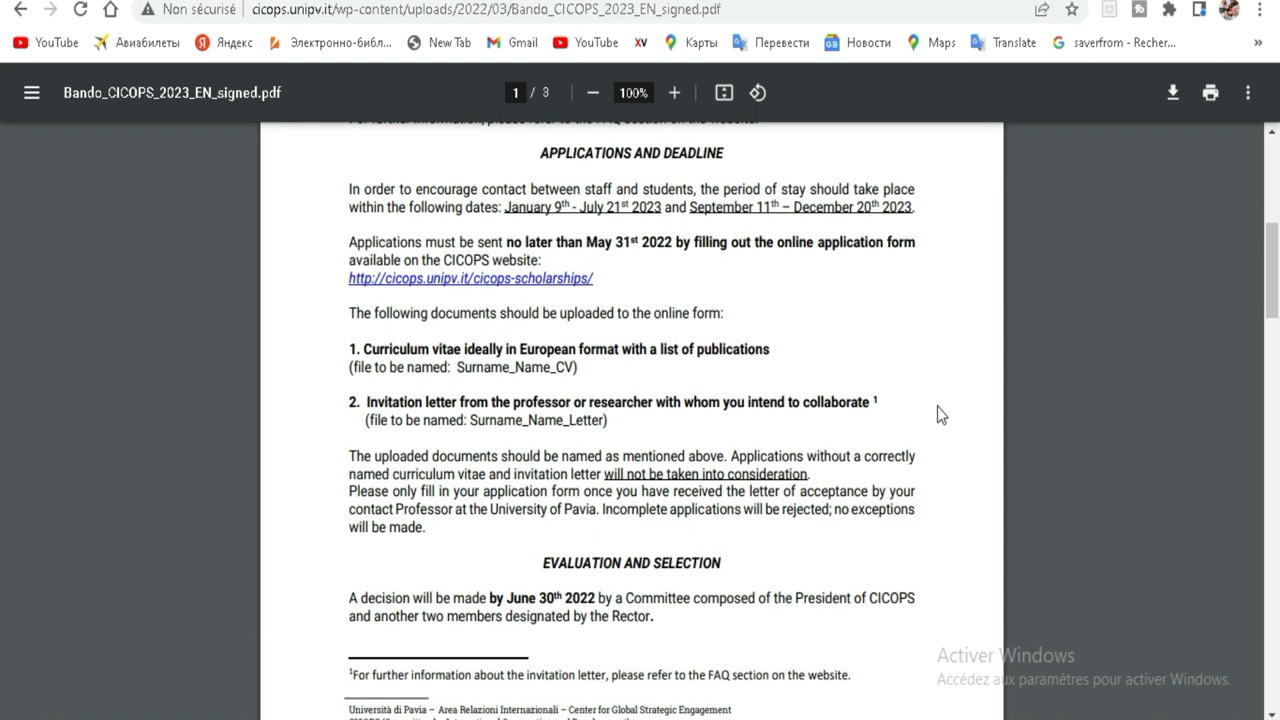 Non sécurisé | cicops.unipv.it/wp-content/uploads/2022/03/Bando_CICOPS_2023_EN_signed.pdf
YouTube Авиабилеты Яндекс Электронно-библ... New Tab Gmail YouTube XV Карты Перевести Новости Maps Translate saverfrom - Recher... »
Bando_CICOPS_2023_EN_signed.pdf 1 / 3 — 100% +
APPLICATIONS AND DEADLINE
In order to encourage contact between staff and students, the period of stay should take place
within the following dates: January 9th - July 21st 2023 and September 11th – December 20th 2023.
Applications must be sent no later than May 31st 2022 by filling out the online application form
available on the CICOPS website:
http://cicops.unipv.it/cicops-scholarships/
The following documents should be uploaded to the online form:
1. Curriculum vitae ideally in European format with a list of publications
(file to be named: Surname_Name_CV)
2. Invitation letter from the professor or researcher with whom you intend to collaborate 1
(file to be named: Surname_Name_Letter)
The uploaded documents should be named as mentioned above. Applications without a correctly
named curriculum vitae and invitation letter will not be taken into consideration.
Please only fill in your application form once you have received the letter of acceptance by your
contact Professor at the University of Pavia. Incomplete applications will be rejected; no exceptions
will be made.
EVALUATION AND SELECTION
A decision will be made by June 30th 2022 by a Committee composed of the President of CICOPS
and another two members designated by the Rector.
1For further information about the invitation letter, please refer to the FAQ section on the website.
Università di Pavia – Area Relazioni Internazionali – Center for Global Strategic Engagement
Activer Windows
Accédez aux paramètres pour activer Windows.